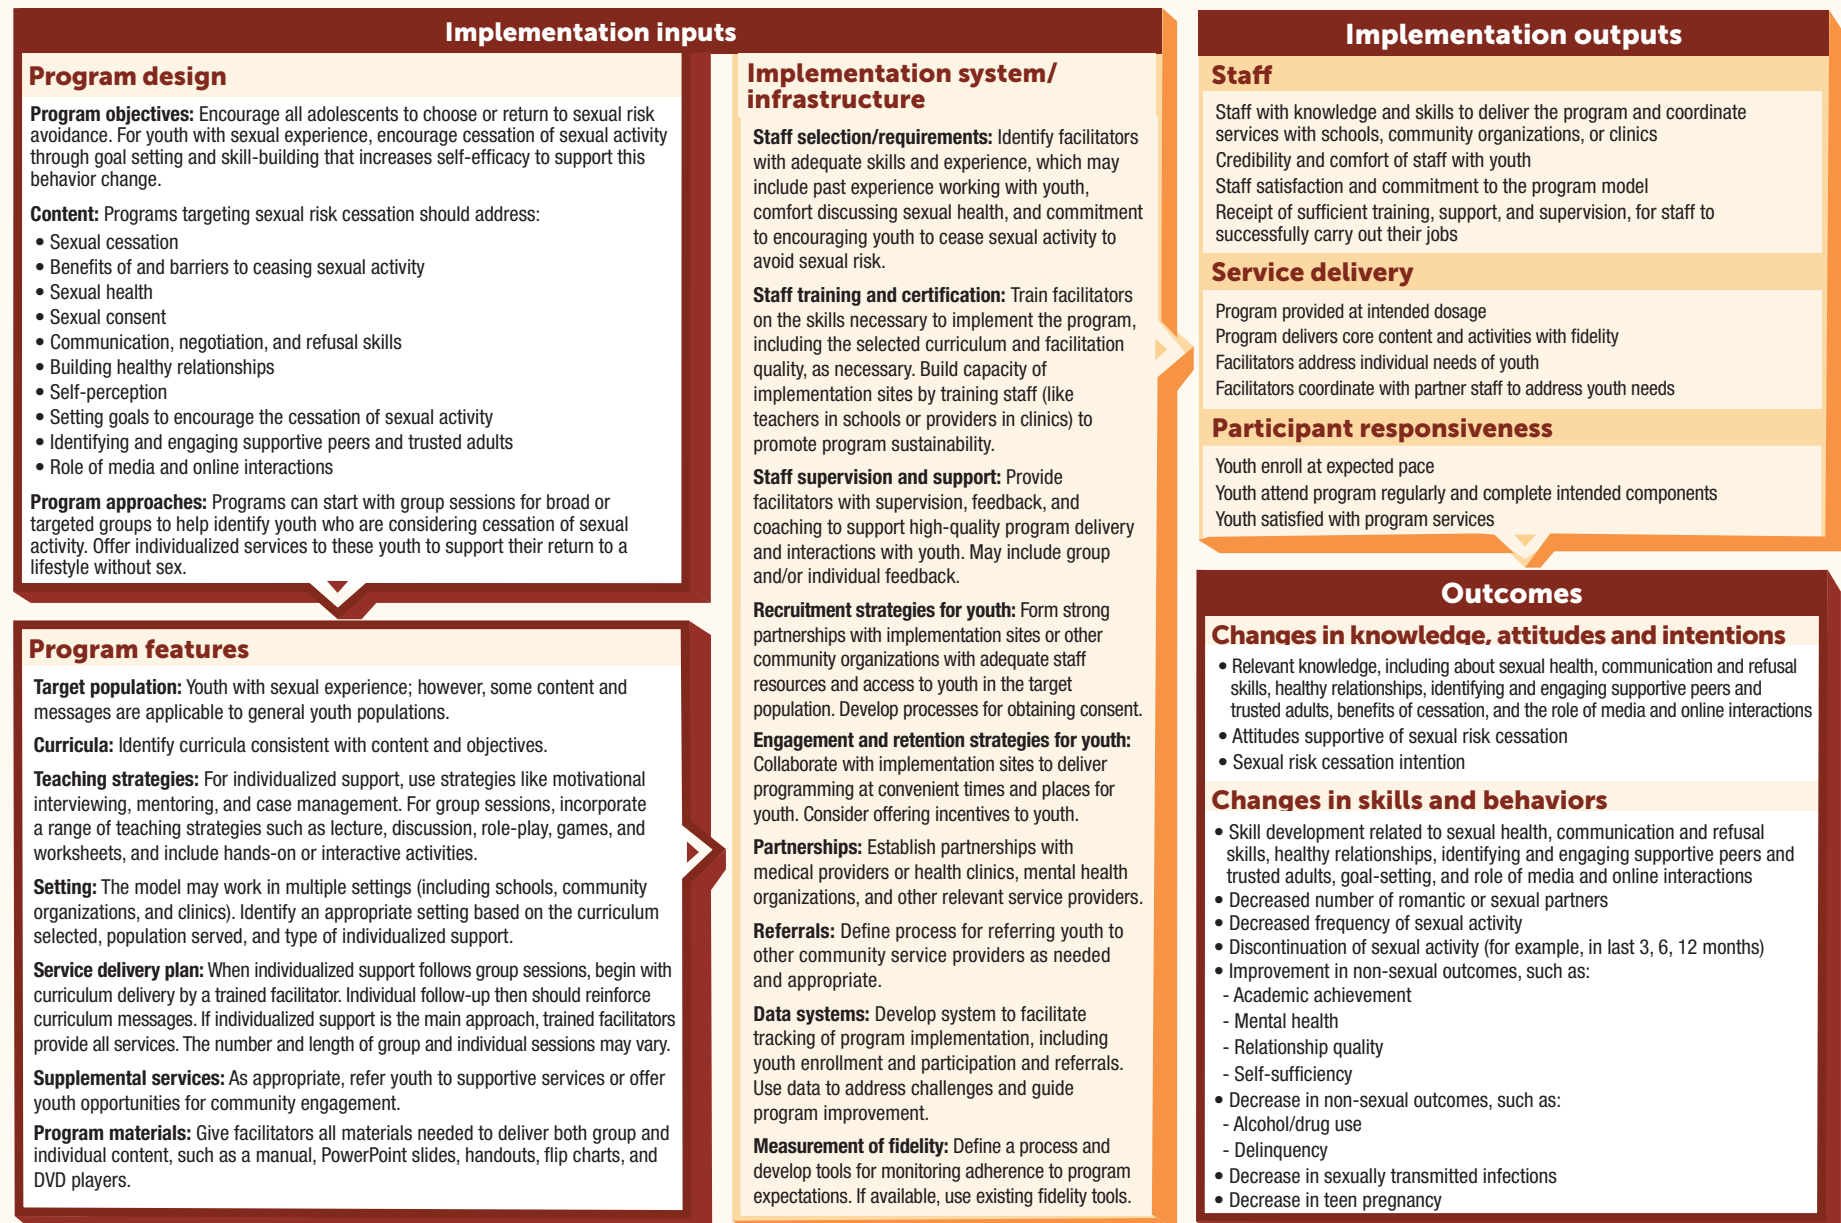 Implementation inputs
Program design
Program objectives: Encourage all adolescents to choose or return to sexual risk
avoidance. For youth with sexual experience, encourage cessation of sexual activity
through goal setting and skill-building that increases self-efficacy to support this
behavior change.
Content: Programs targeting sexual risk cessation should address:
• Sexual cessation
• Benefits of and barriers to ceasing sexual activity
• Sexual health
• Sexual consent
• Communication, negotiation, and refusal skills
• Building healthy relationships
• Self-perception
• Setting goals to encourage the cessation of sexual activity
• Identifying and engaging supportive peers and trusted adults
• Role of media and online interactions
Program approaches: Programs can start with group sessions for broad or
targeted groups to help identify youth who are considering cessation of sexual
activity. Offer individualized services to these youth to support their return to a
lifestyle without sex.
Program features
Target population: Youth with sexual experience; however, some content and
messages are applicable to general youth populations.
Curricula: Identify curricula consistent with content and objectives.
Teaching strategies: For individualized support, use strategies like motivational
interviewing, mentoring, and case management. For group sessions, incorporate
a range of teaching strategies such as lecture, discussion, role-play, games, and
worksheets, and include hands-on or interactive activities.
Setting: The model may work in multiple settings (including schools, community
organizations, and clinics). Identify an appropriate setting based on the curriculum
selected, population served, and type of individualized support.
Service delivery plan: When individualized support follows group sessions, begin with
curriculum delivery by a trained facilitator. Individual follow-up then should reinforce
curriculum messages. If individualized support is the main approach, trained facilitators
provide all services. The number and length of group and individual sessions may vary.
Supplemental services: As appropriate, refer youth to supportive services or offer
youth opportunities for community engagement.
Program materials: Give facilitators all materials needed to deliver both group and
individual content, such as a manual, PowerPoint slides, handouts, flip charts, and
DVD players.
Implementation system/
infrastructure
Staff selection/requirements: Identify facilitators
with adequate skills and experience, which may
include past experience working with youth,
comfort discussing sexual health, and commitment
to encouraging youth to cease sexual activity to
avoid sexual risk.
Staff training and certification: Train facilitators
on the skills necessary to implement the program,
including the selected curriculum and facilitation
quality, as necessary. Build capacity of
implementation sites by training staff (like
teachers in schools or providers in clinics) to
promote program sustainability.
Staff supervision and support: Provide
facilitators with supervision, feedback, and
coaching to support high-quality program delivery
and interactions with youth. May include group
and/or individual feedback.
Recruitment strategies for youth: Form strong
partnerships with implementation sites or other
community organizations with adequate staff
resources and access to youth in the target
population. Develop processes for obtaining consent.
Engagement and retention strategies for youth:
Collaborate with implementation sites to deliver
programming at convenient times and places for
youth. Consider offering incentives to youth.
Partnerships: Establish partnerships with
medical providers or health clinics, mental health
organizations, and other relevant service providers.
Referrals: Define process for referring youth to
other community service providers as needed
and appropriate.
Data systems: Develop system to facilitate
tracking of program implementation, including
youth enrollment and participation and referrals.
Use data to address challenges and guide
program improvement.
Measurement of fidelity: Define a process and
develop tools for monitoring adherence to program
expectations. If available, use existing fidelity tools.
Implementation outputs
Staff
Staff with knowledge and skills to deliver the program and coordinate
services with schools, community organizations, or clinics
Credibility and comfort of staff with youth
Staff satisfaction and commitment to the program model
Receipt of sufficient training, support, and supervision, for staff to
successfully carry out their jobs
Service delivery
Program provided at intended dosage
Program delivers core content and activities with fidelity
Facilitators address individual needs of youth
Facilitators coordinate with partner staff to address youth needs
Participant responsiveness
Youth enroll at expected pace
Youth attend program regularly and complete intended components
Youth satisfied with program services
Outcomes
Changes in knowledge, attitudes and intentions
• Relevant knowledge, including about sexual health, communication and refusal
skills, healthy relationships, identifying and engaging supportive peers and
trusted adults, benefits of cessation, and the role of media and online interactions
• Attitudes supportive of sexual risk cessation
• Sexual risk cessation intention
Changes in skills and behaviors
• Skill development related to sexual health, communication and refusal
skills, healthy relationships, identifying and engaging supportive peers and
trusted adults, goal-setting, and role of media and online interactions
• Decreased number of romantic or sexual partners
• Decreased frequency of sexual activity
• Discontinuation of sexual activity (for example, in last 3, 6, 12 months)
• Improvement in non-sexual outcomes, such as:
- Academic achievement
- Mental health
- Relationship quality
- Self-sufficiency
• Decrease in non-sexual outcomes, such as:
- Alcohol/drug use
- Delinquency
• Decrease in sexually transmitted infections
• Decrease in teen pregnancy